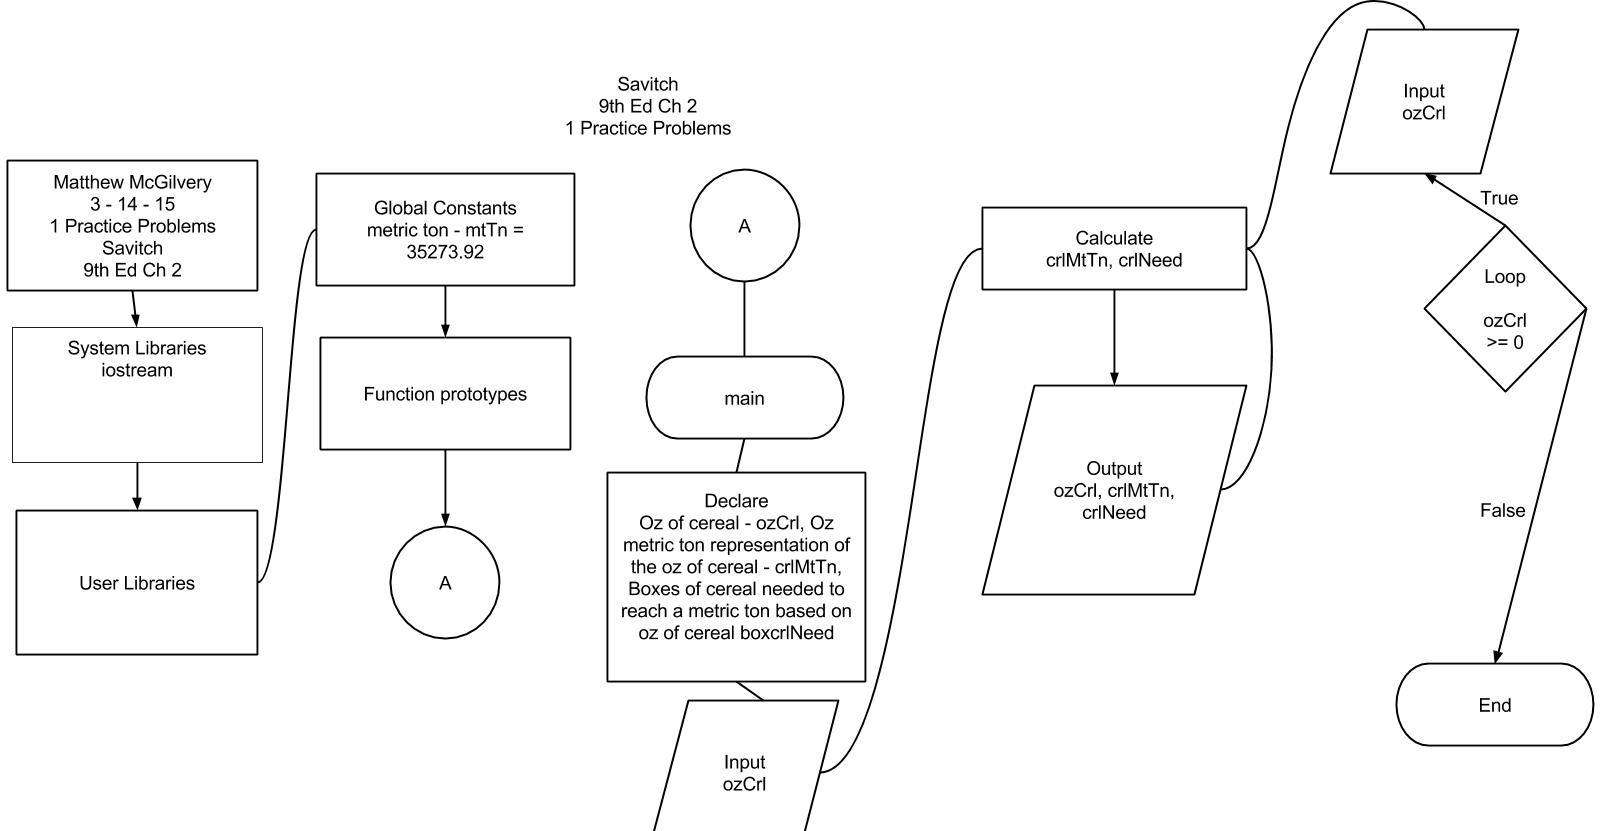 Savitch
9th Ed Ch 2
1 Practice Problems
Matthew McGilvery
3 - 14 - 15
1 Practice Problems
Savitch
9th Ed Ch 2
System Libraries
iostream
User Libraries
Global Constants
metric ton - mtTn =
35273.92
Function prototypes
A
A
main
Declare
Oz of cereal - ozCrl, Oz
metric ton representation of
the oz of cereal - crlMtTn,
Boxes of cereal needed to
reach a metric ton based on
oz of cereal boxcrlNeed
Input
ozCrl
Calculate
crlMtTn, crlNeed
Output
ozCrl, crlMtTn,
crlNeed
Input
ozCrl
True
Loop
ozCrl
>= 0
False
End